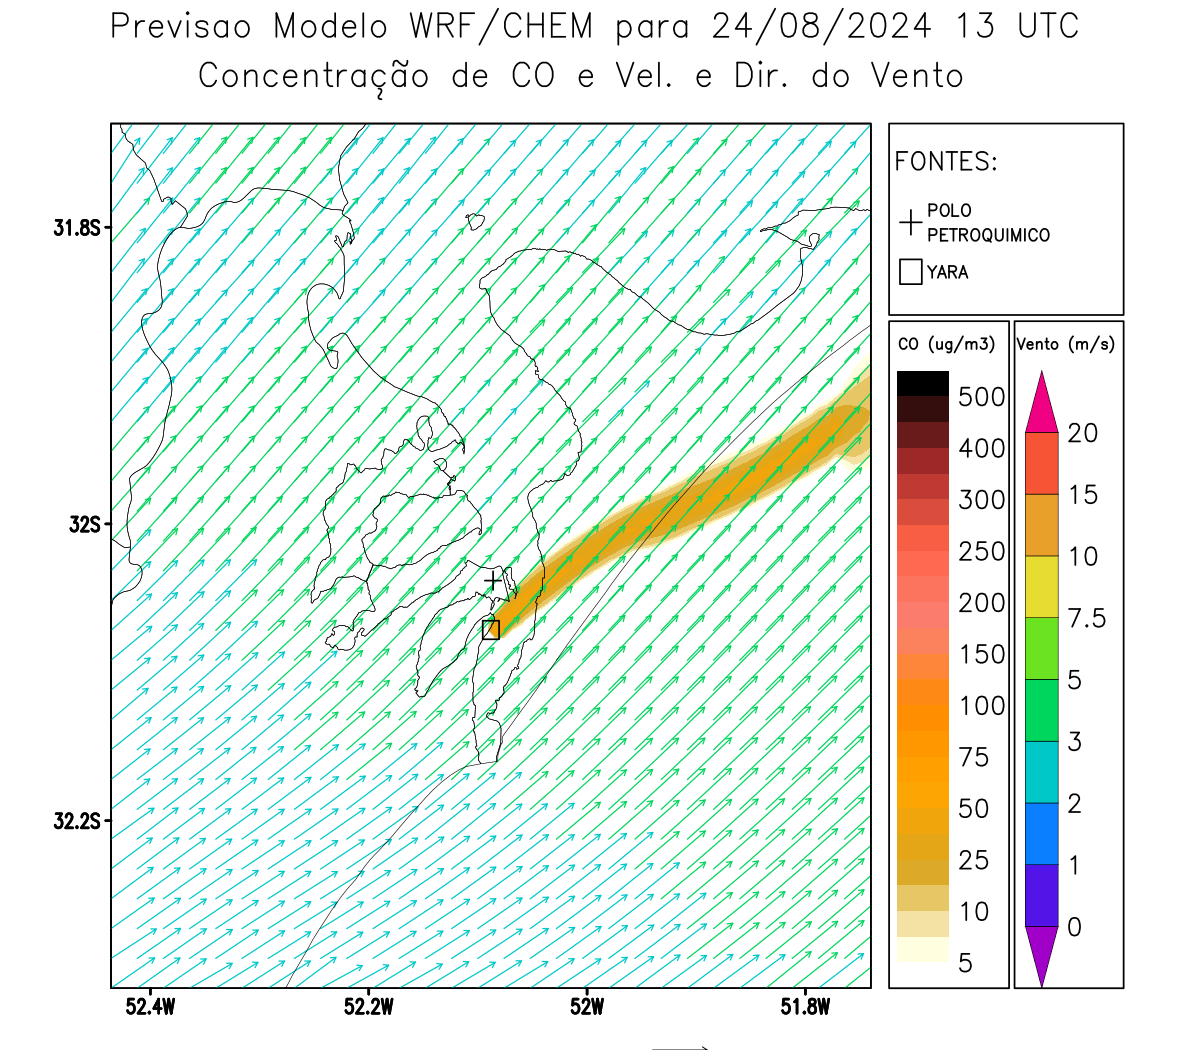 Previsao Modelo WRF/CHEM para 24/08/2024 13 UTC
Concentração de CO e Vel. e Dir. do Vento
FONTES:
POLO
PETROQUIMICO
YARA
CO (ug/m3)
500
400
300
250
200
150
100
75
50
25
10
5
Vento (m/s)
20
15
10
7.5
5
3
2
1
0
31.8S
32S
32.2S
52.4W
52.2W
52W
51.8W